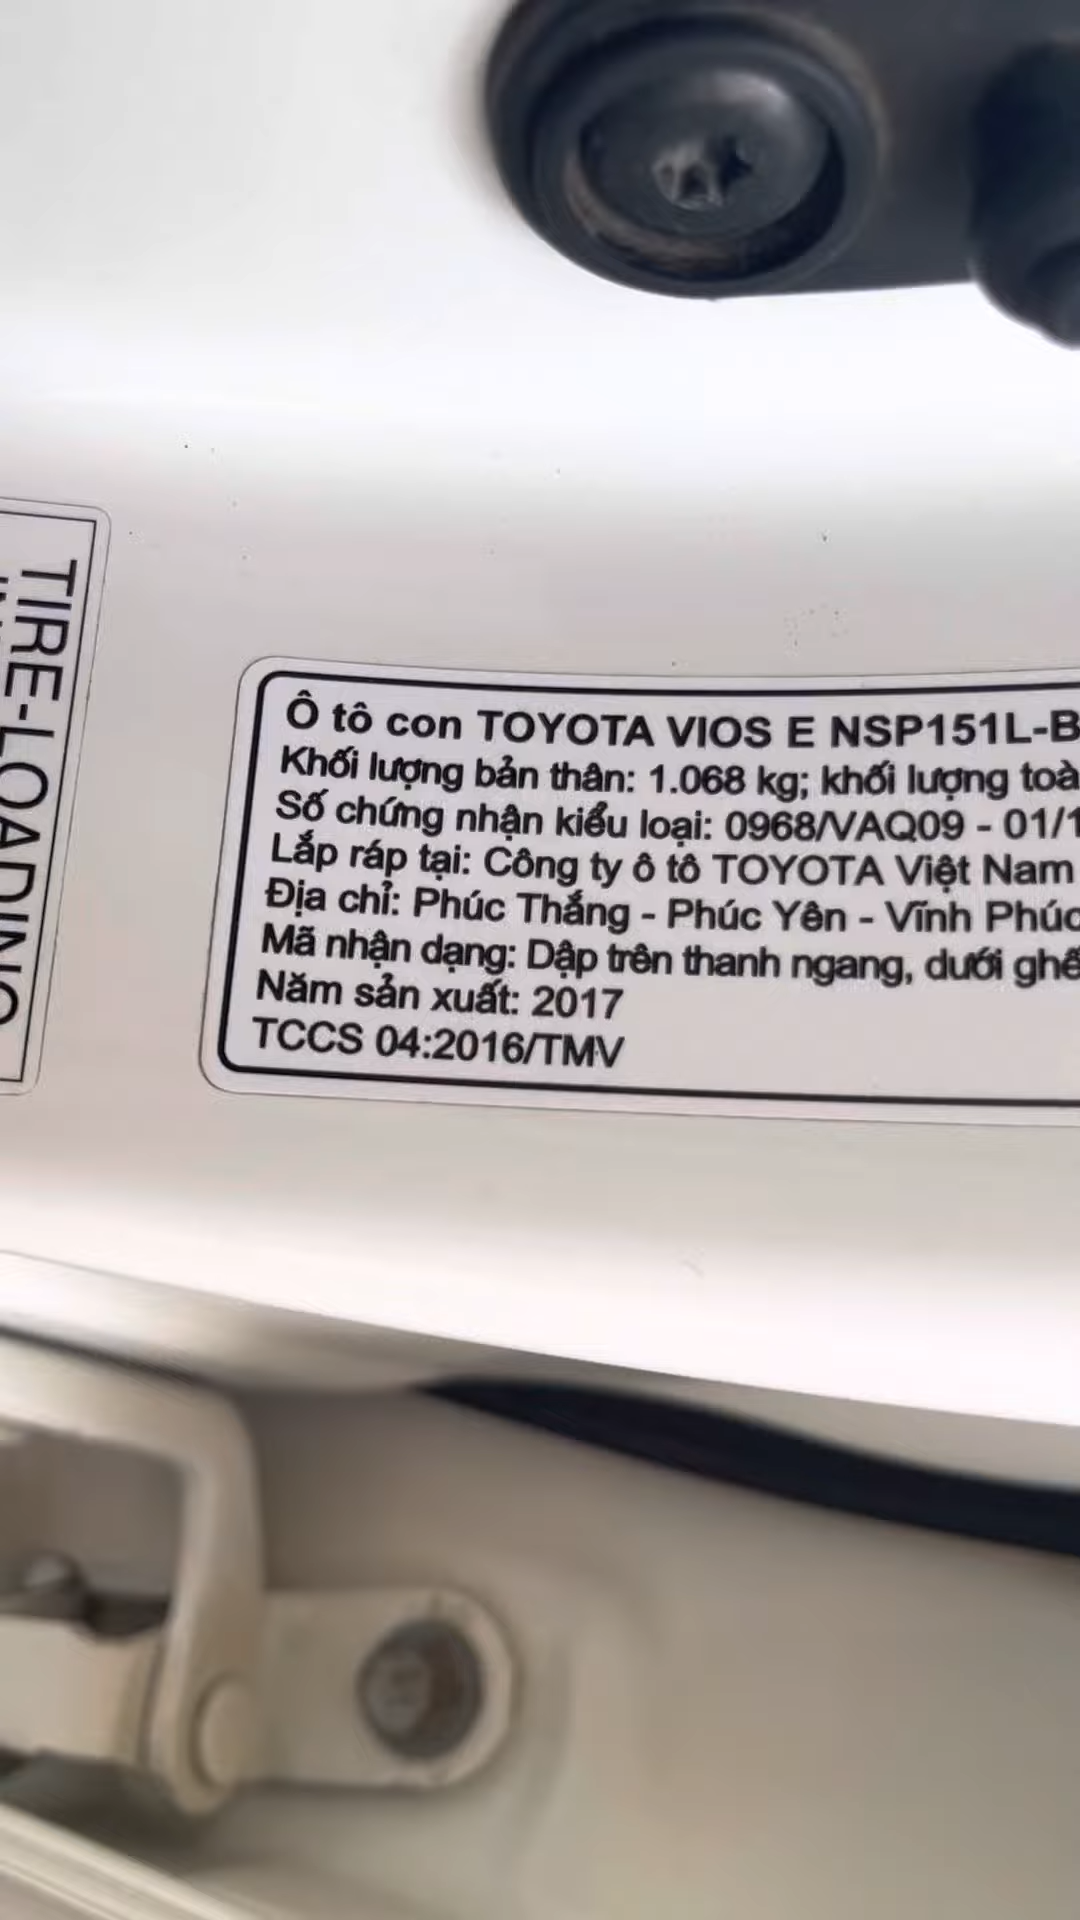 TIRE-LOADING
Ô tô con TOYOTA VIOS E NSP151L-B
Khối lượng bản thân: 1.068 kg; khối lượng toà
Số chứng nhận kiểu loại: 0968/VAQ09 - 01/1
Lắp ráp tại: Công ty ô tô TOYOTA Việt Nam
Địa chỉ: Phúc Thắng - Phúc Yên - Vĩnh Phúc
Mã nhận dạng: Dập trên thanh ngang, dưới ghế
Năm sản xuất: 2017
TCCS 04:2016/TMV